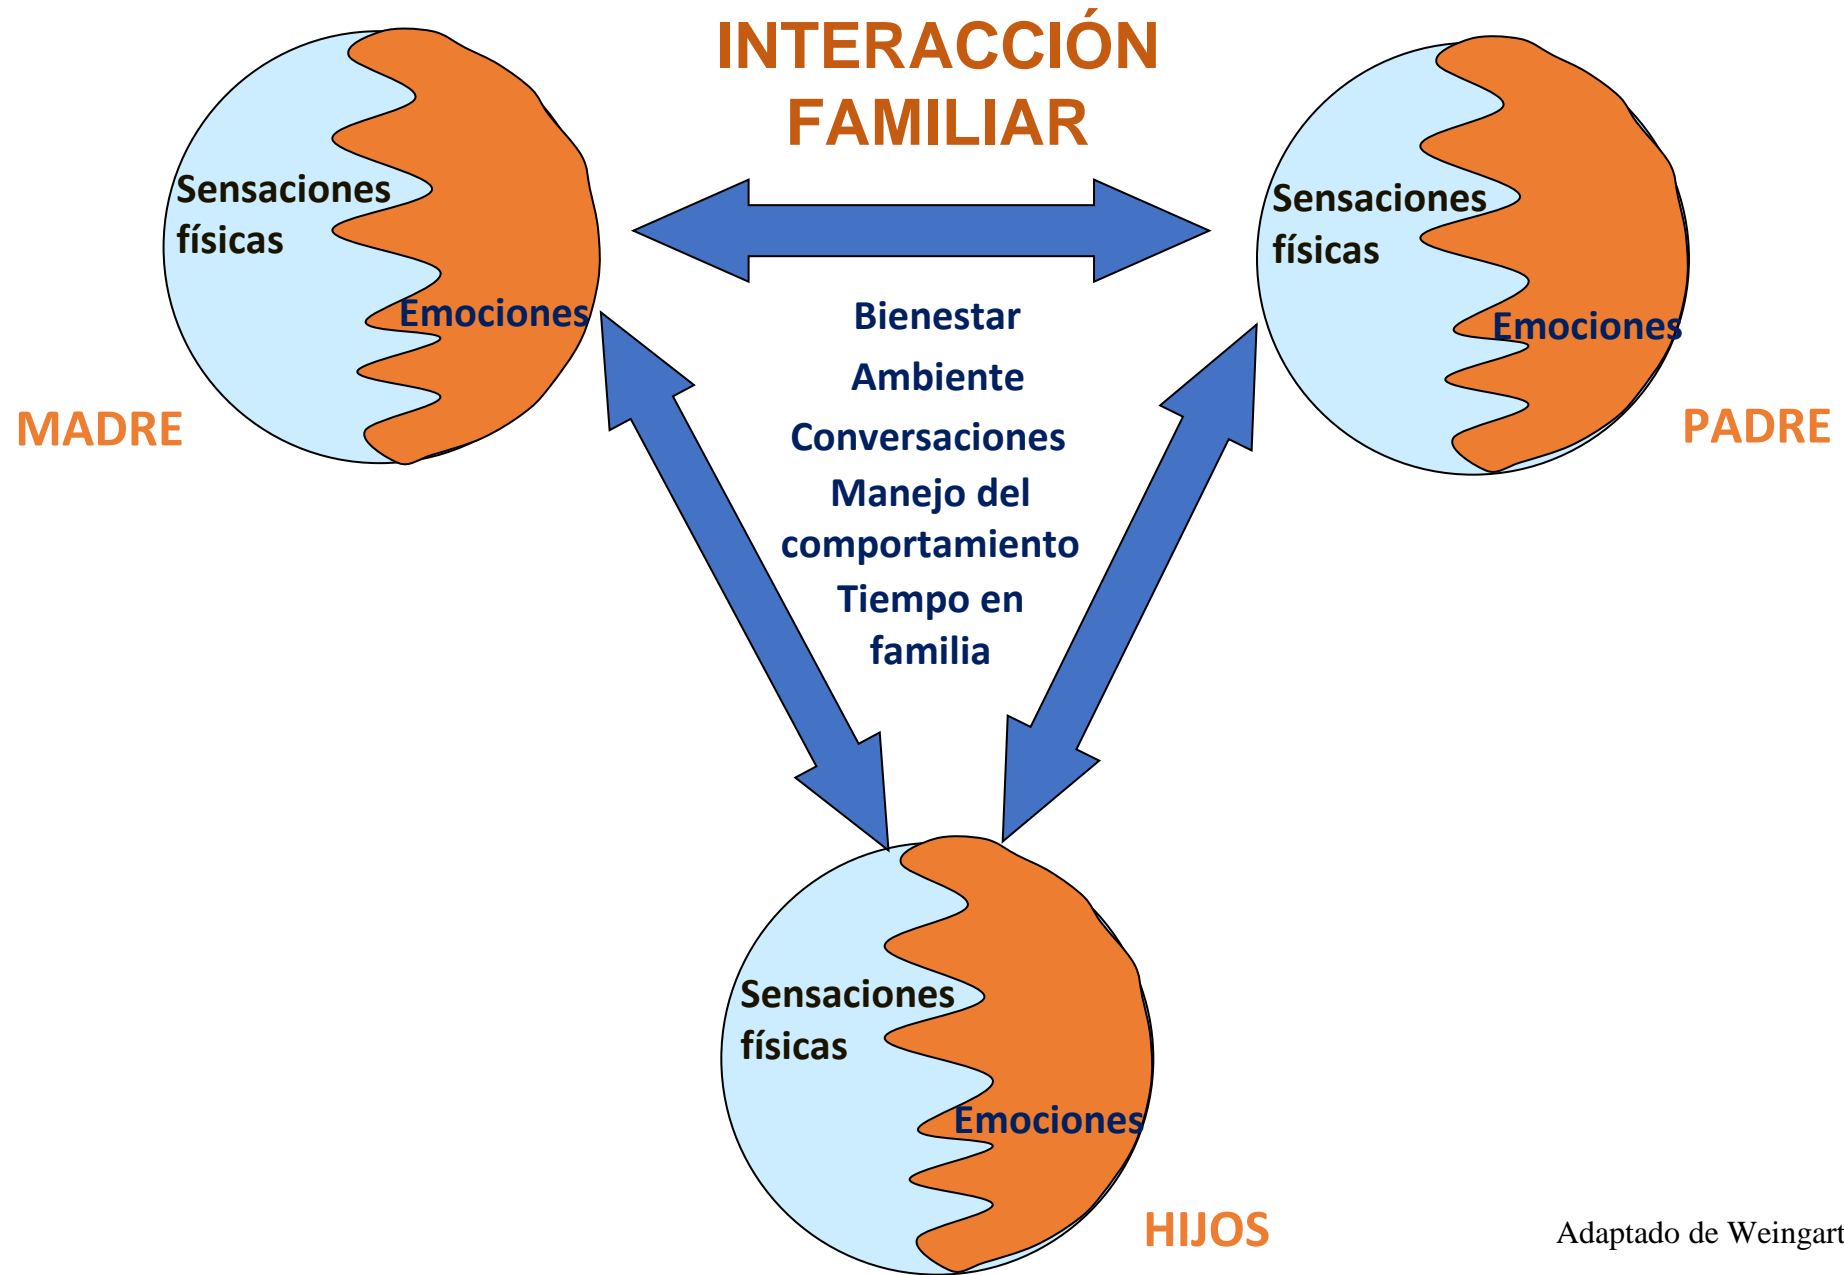 INTERACCIÓN
FAMILIAR
Sensaciones
físicas
Emociones
MADRE
Sensaciones
físicas
Emociones
PADRE
Bienestar
Ambiente
Conversaciones
Manejo del
comportamiento
Tiempo en
familia
Sensaciones
físicas
Emociones
HIJOS
Adaptado de Weingart